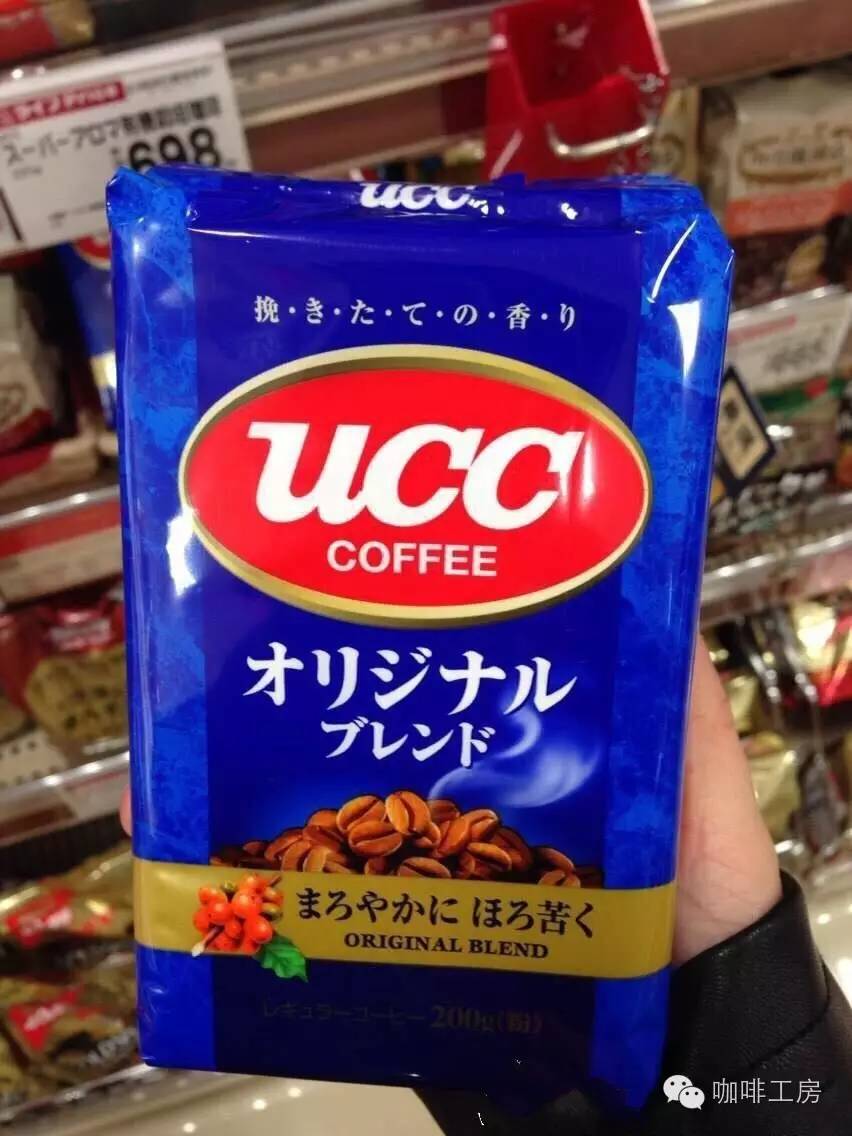 スーパーアロマ
698
ucc
挽・き・た・て・の・香・り
ucc
COFFEE
オリジナル
ブレンド
まろやかに ほろ苦く
ORIGINAL BLEND
レギュラーコーヒー 200g(粉)
咖啡工房